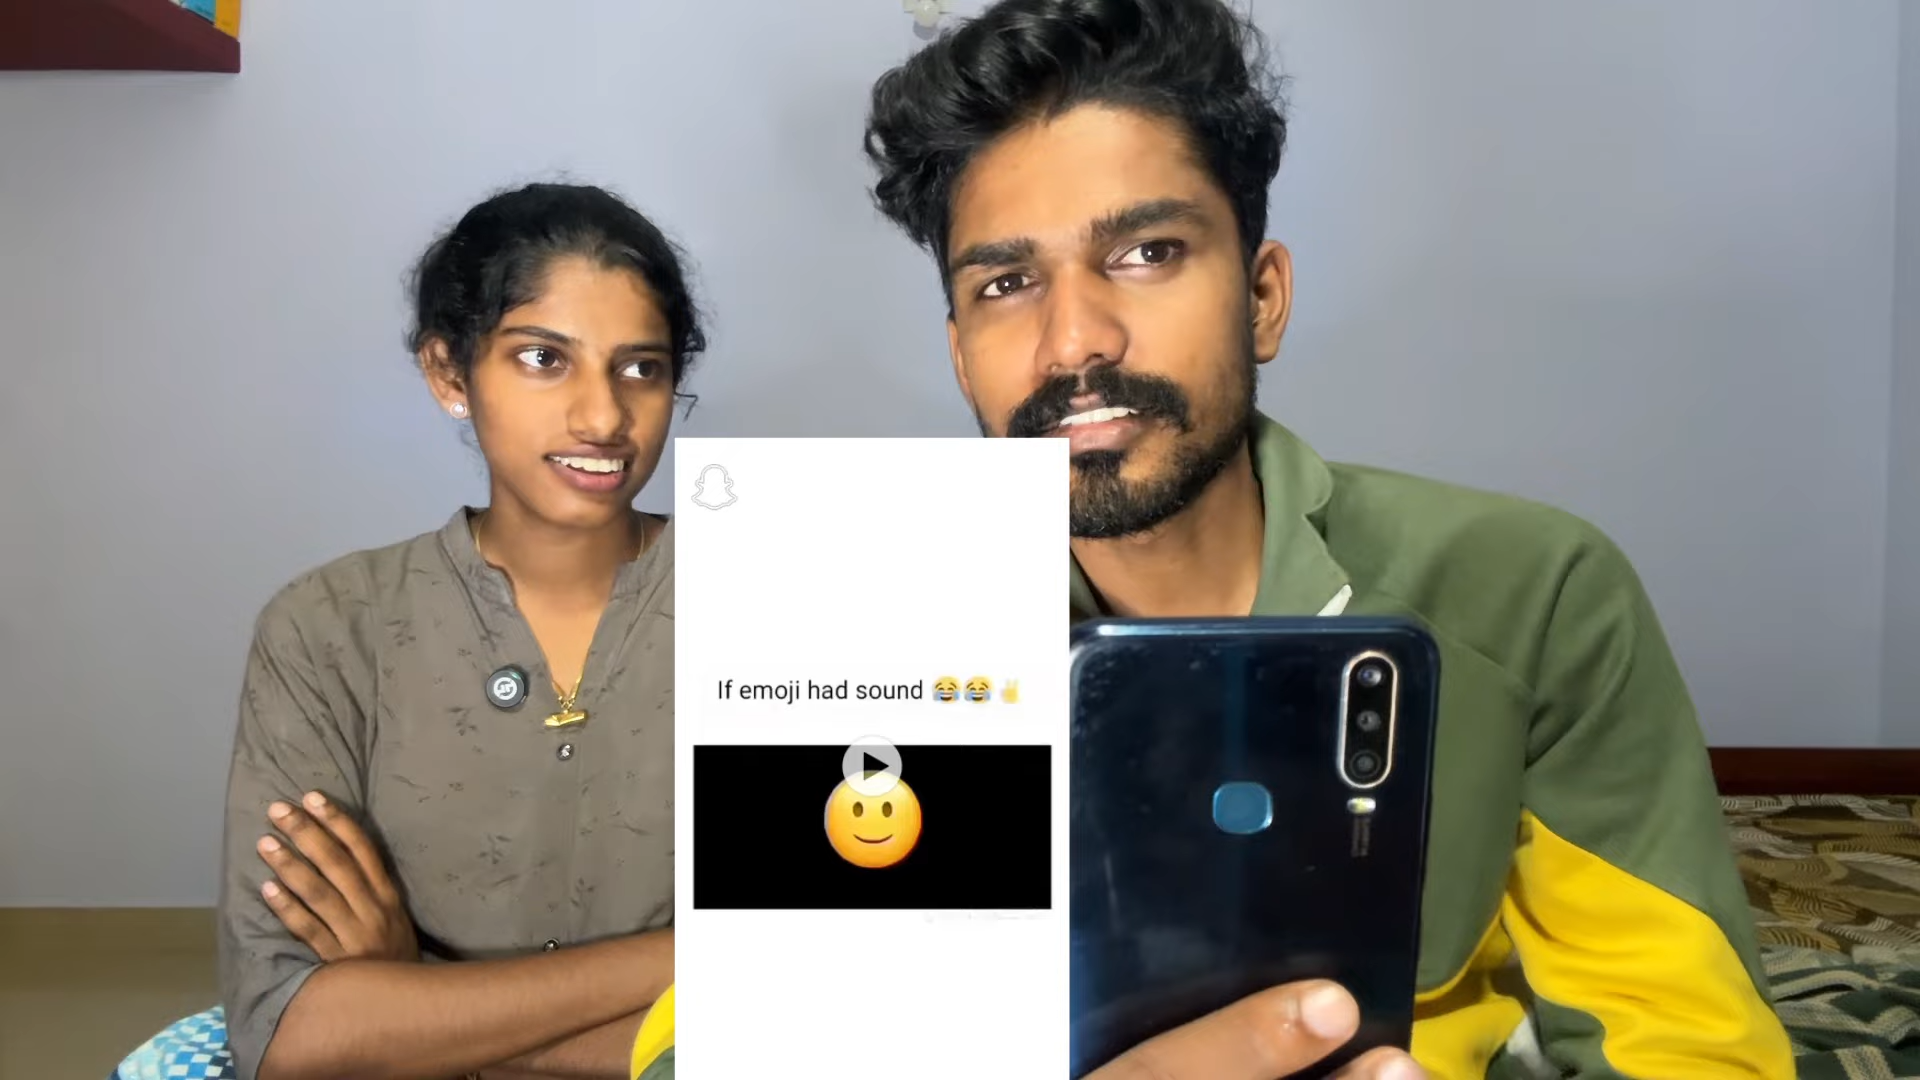 If emoji had sound 😂😂✌